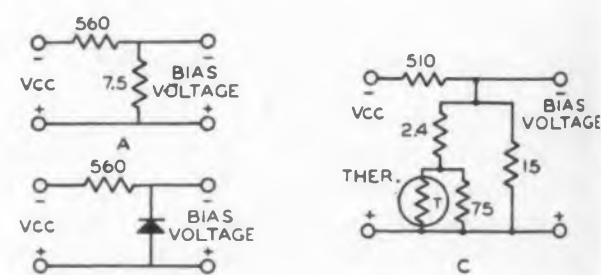 560
−
−
VCC
7.5
BIAS
VOLTAGE
+
+
A
560
−
−
VCC
BIAS
VOLTAGE
+
+
510
−
−
VCC
BIAS
VOLTAGE
2.4
15
THER.
T
75
+
+
C